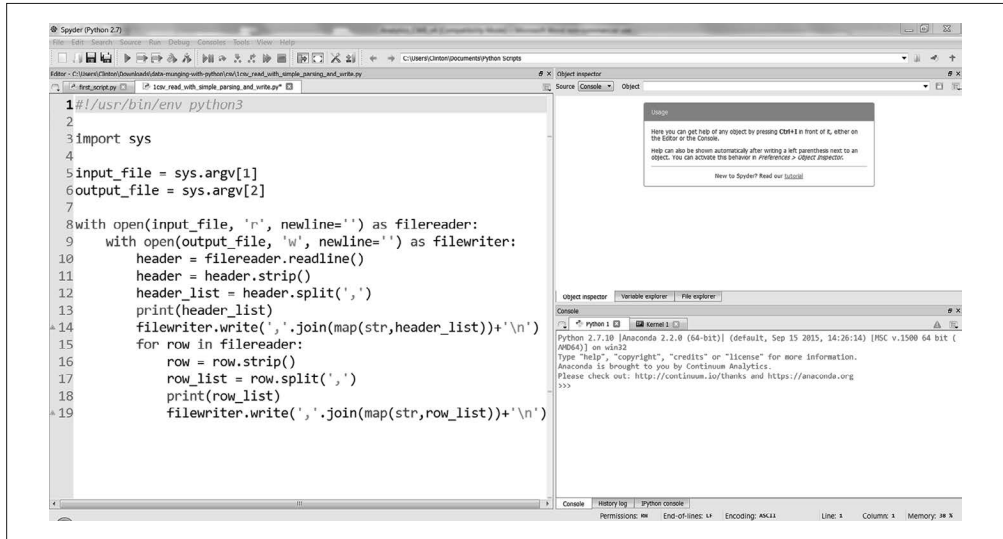 Spyder (Python 2.7)
File Edit Search Source Run Debug Consoles Tools View Help
C:\Users\Clinton\Documents\Python Scripts
Editor - C:\Users\Clinton\Downloads\data-munging-with-python\csv\1csv_read_with_simple_parsing_and_write.py
first_script.py
1csv_read_with_simple_parsing_and_write.py*
1 #!/usr/bin/env python3
2
3 import sys
4
5 input_file = sys.argv[1]
6 output_file = sys.argv[2]
7
8 with open(input_file, 'r', newline='') as filereader:
9     with open(output_file, 'w', newline='') as filewriter:
10         header = filereader.readline()
11         header = header.strip()
12         header_list = header.split(',')
13         print(header_list)
14         filewriter.write(','.join(map(str,header_list))+'\n')
15         for row in filereader:
16             row = row.strip()
17             row_list = row.split(',')
18             print(row_list)
19             filewriter.write(','.join(map(str,row_list))+'\n')
Object inspector
Source Console Object
Usage
Here you can get help of any object by pressing Ctrl+I in front of it, either on
the Editor or the Console.
Help can also be shown automatically after writing a left parenthesis next to an
object. You can activate this behavior in Preferences > Object Inspector.
New to Spyder? Read our tutorial
Object inspector Variable explorer File explorer
Console
Python 1 Kernel 1
Python 2.7.10 |Anaconda 2.2.0 (64-bit)| (default, Sep 15 2015, 14:26:14) [MSC v.1500 64 bit (
AMD64)] on win32
Type "help", "copyright", "credits" or "license" for more information.
Anaconda is brought to you by Continuum Analytics.
Please check out: http://continuum.io/thanks and https://anaconda.org
>>>
Console History log IPython console
Permissions: RW End-of-lines: LF Encoding: ASCII Line: 1 Column: 1 Memory: 38 %